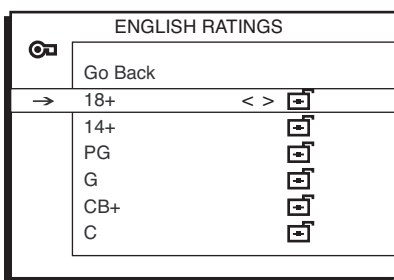 ENGLISH RATINGS
Go Back
→ 18+ < >
14+
PG
G
CB+
C